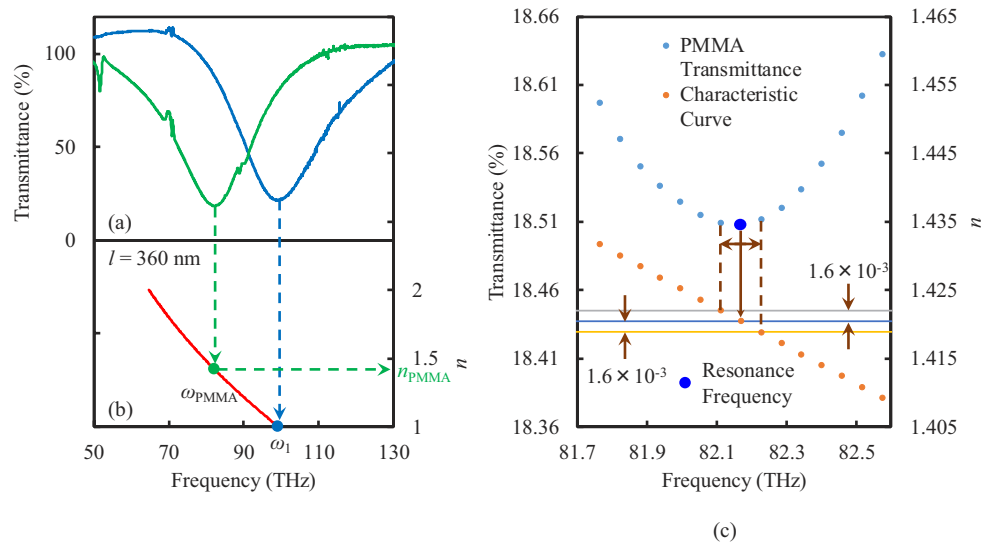 Transmittance (%)
100
50
0
(a)
l = 360 nm
2
1.5
1
n
n_PMMA
ω_PMMA
(b)
ω_1
50 70 90 110 130
Frequency (THz)
18.66
18.61
18.56
18.51
18.46
18.41
18.36
Transmittance (%)
PMMA
Transmittance
Characteristic
Curve
1.6 × 10⁻³
1.6 × 10⁻³
Resonance
Frequency
1.465
1.455
1.445
1.435
1.425
1.415
1.405
n
81.7 81.9 82.1 82.3 82.5
Frequency (THz)
(c)